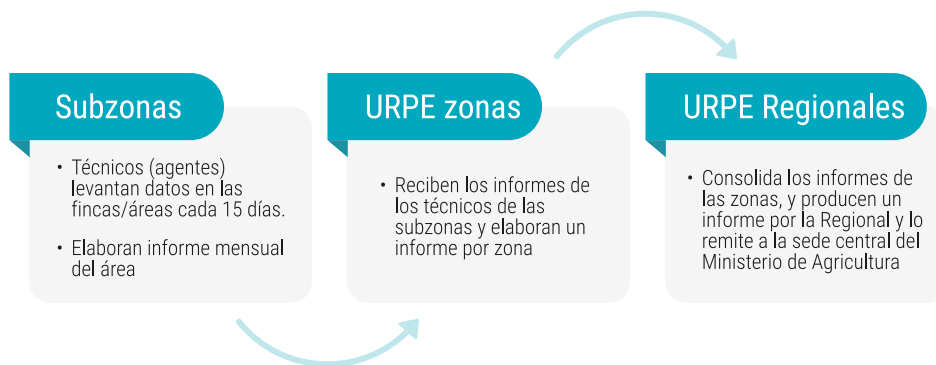 Subzonas
• Técnicos (agentes)
levantan datos en las
fincas/áreas cada 15 días.
• Elaboran informe mensual
del área
URPE zonas
• Reciben los informes de
los técnicos de las
subzonas y elaboran un
informe por zona
URPE Regionales
• Consolida los informes de
las zonas, y producen un
informe por la Regional y lo
remite a la sede central del
Ministerio de Agricultura